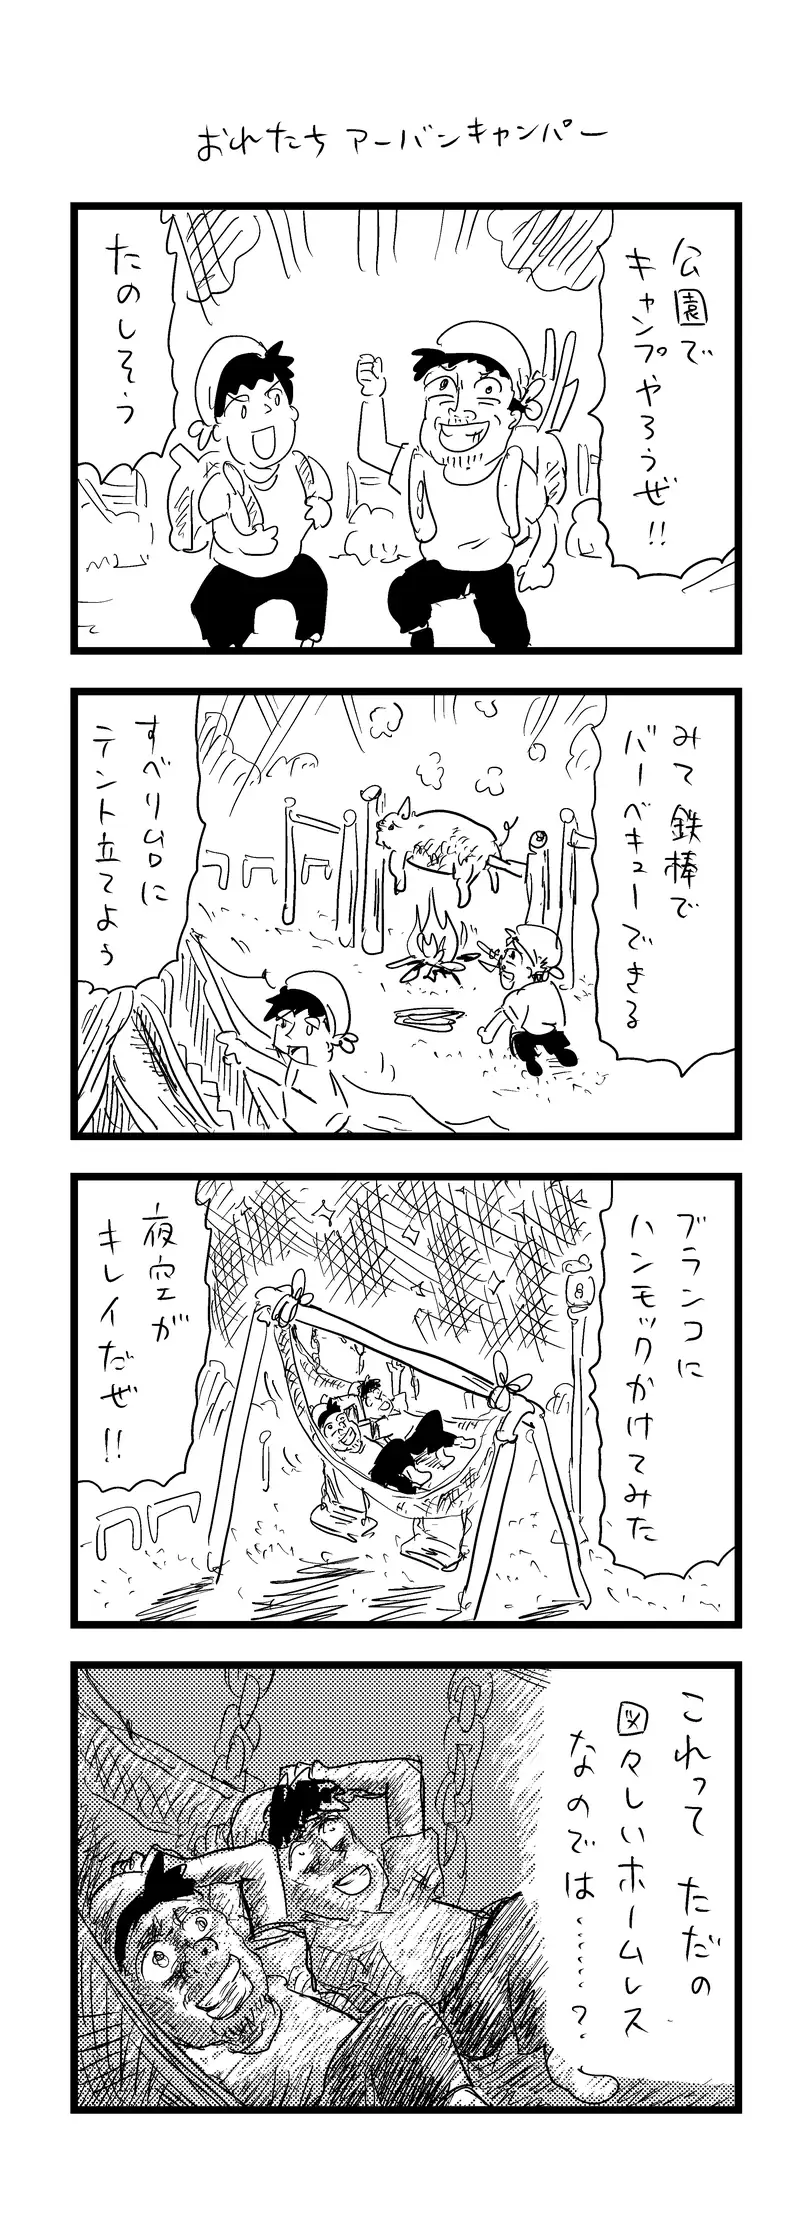 おれたち アーバンキャンパー
公園で
キャンプやろうぜ!!
たのしそう
みて 鉄棒で
バーベキューできる
すべり台に
テント立てよう
ブランコに
ハンモックかけてみた
夜空が
キレイだぜ!!
これって ただの
図々しいホームレス
なのでは……?